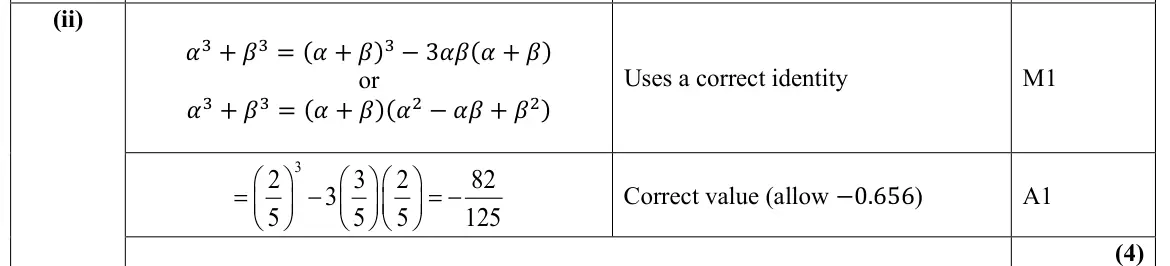 (ii)
𝛼³ + 𝛽³ = (𝛼 + 𝛽)³ − 3𝛼𝛽(𝛼 + 𝛽)
or
𝛼³ + 𝛽³ = (𝛼 + 𝛽)(𝛼² − 𝛼𝛽 + 𝛽²)
Uses a correct identity
M1
= (2/5)³ − 3(3/5)(2/5) = − 82/125
Correct value (allow −0.656)
A1
(4)